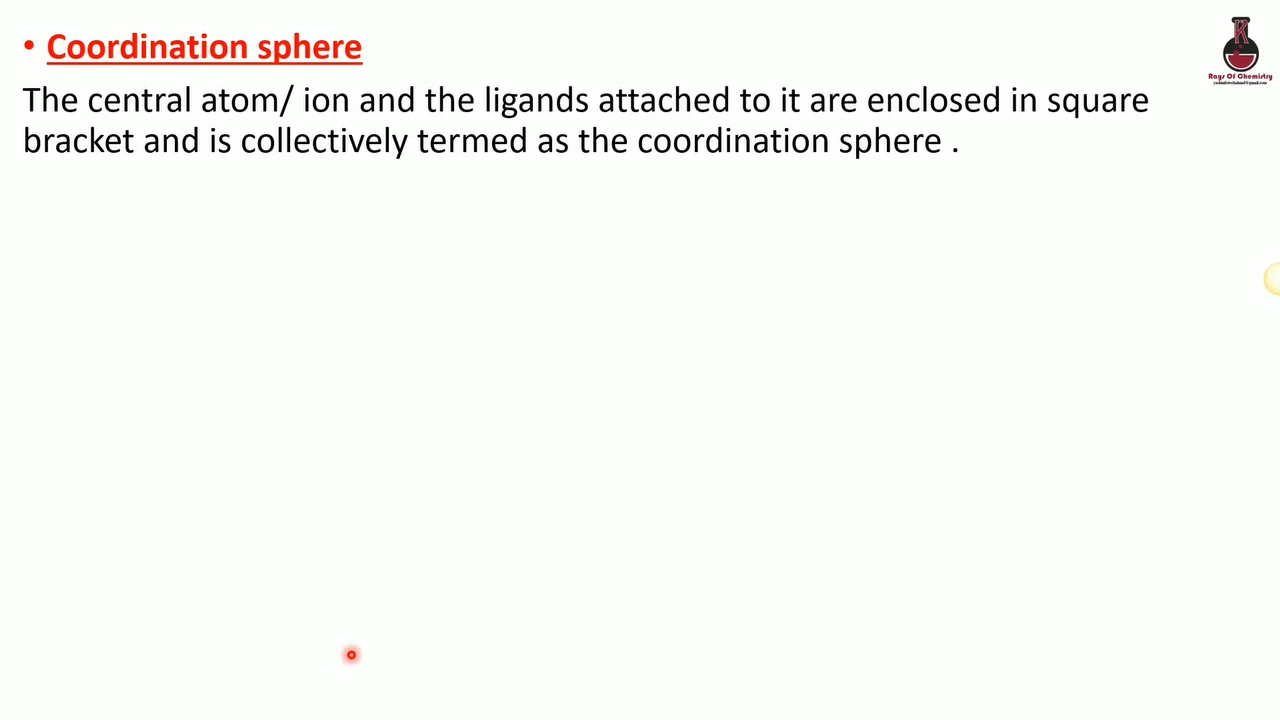 • Coordination sphere
The central atom/ ion and the ligands attached to it are enclosed in square
bracket and is collectively termed as the coordination sphere .
K
Rays Of Chemistry